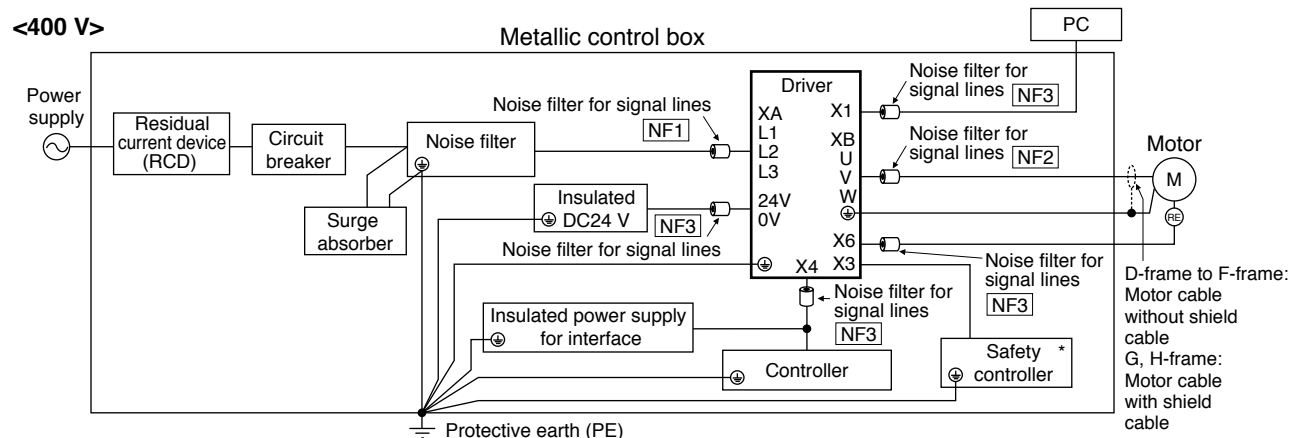 <400 V>
Metallic control box
PC
Power
supply
Residual
current device
(RCD)
Circuit
breaker
Noise filter
Surge
absorber
Noise filter for signal lines
NF1
Insulated
DC24 V
NF3
Noise filter for signal lines
Driver
XA
L1
L2
L3
24V
0V
X1
XB
U
V
W
X6
X4
X3
Noise filter for
signal lines
NF3
Noise filter for
signal lines
NF2
Motor
M
RE
Noise filter for
signal lines
NF3
Noise filter for
signal lines
NF3
D-frame to F-frame:
Motor cable
without shield
cable
G, H-frame:
Motor cable
with shield
cable
Insulated power supply
for interface
Controller
Safety *
controller
Protective earth (PE)